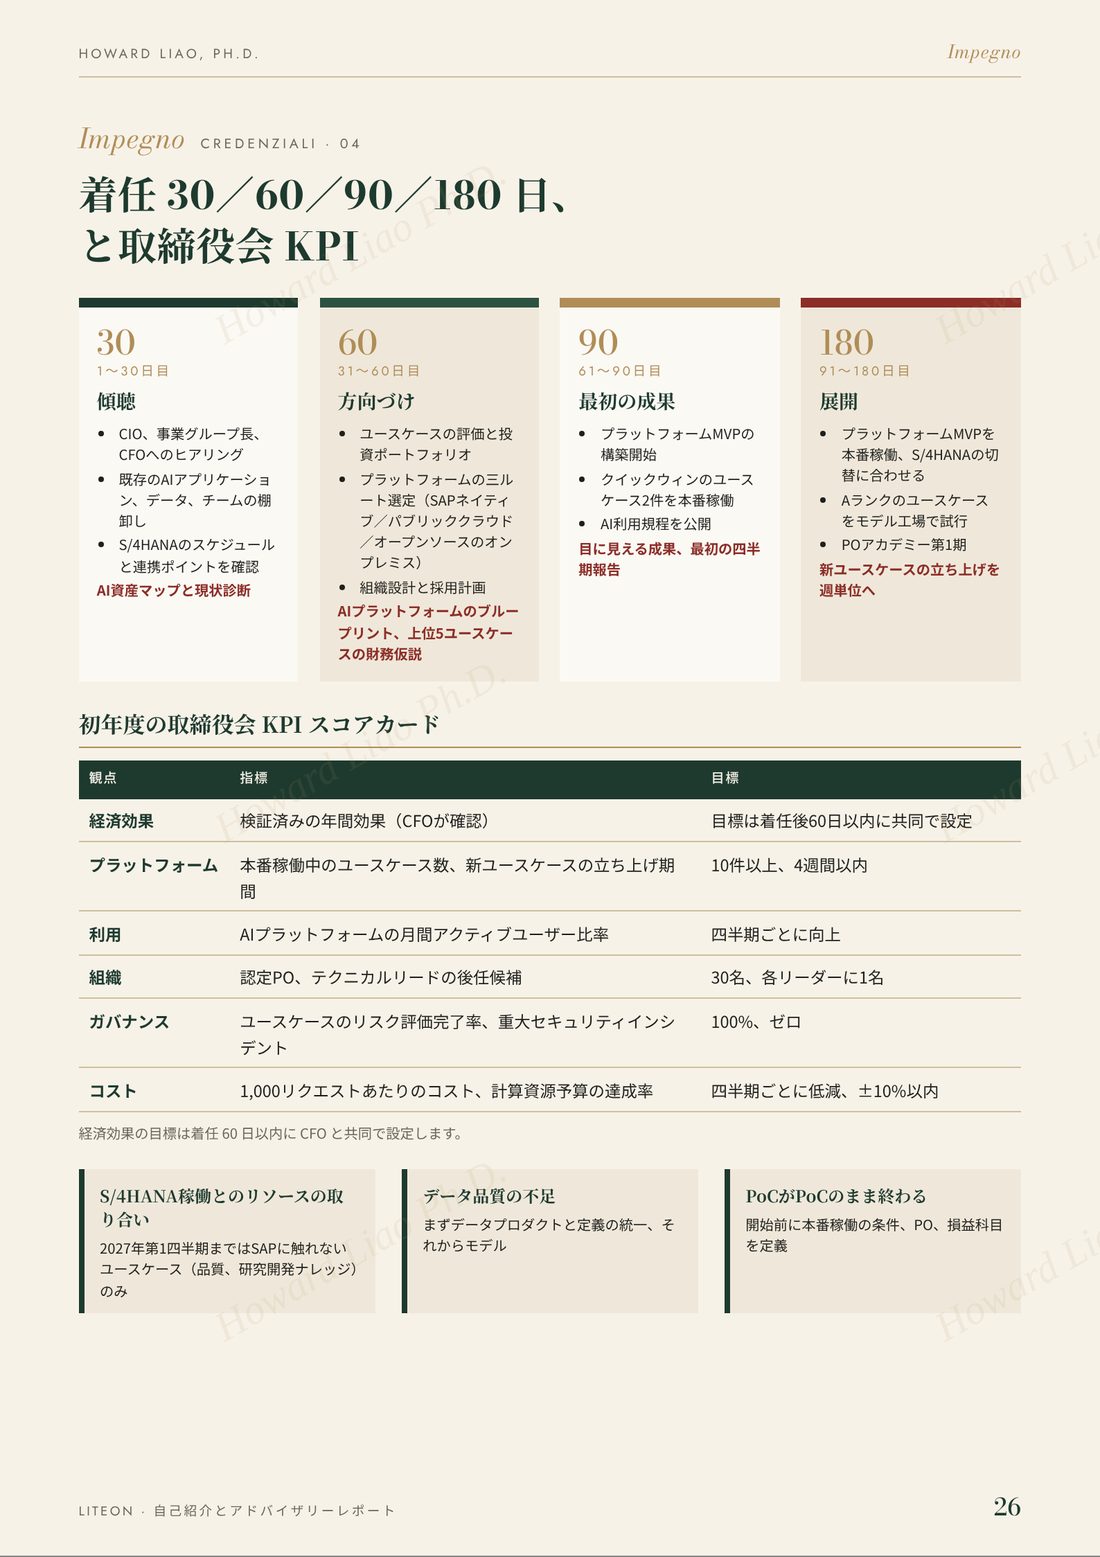 HOWARD LIAO, PH.D.
Impegno
Impegno CREDENZIALI · 04
着任 30／60／90／180 日、
と取締役会 KPI
30
1〜30日目
傾聴
• CIO、事業グループ長、
CFOへのヒアリング
• 既存のAIアプリケーショ
ン、データ、チームの棚
卸し
• S/4HANAのスケジュール
と連携ポイントを確認
AI資産マップと現状診断
60
31〜60日目
方向づけ
• ユースケースの評価と投
資ポートフォリオ
• プラットフォームの三ル
ート選定（SAPネイティ
ブ／パブリッククラウド
／オープンソースのオン
プレミス）
• 組織設計と採用計画
AIプラットフォームのブルー
プリント、上位5ユースケー
スの財務仮説
90
61〜90日目
最初の成果
• プラットフォームMVPの
構築開始
• クイックウィンのユース
ケース2件を本番稼働
• AI利用規程を公開
目に見える成果、最初の四半
期報告
180
91〜180日目
展開
• プラットフォームMVPを
本番稼働、S/4HANAの切
替に合わせる
• Aランクのユースケース
をモデル工場で試行
• POアカデミー第1期
新ユースケースの立ち上げを
週単位へ
初年度の取締役会 KPI スコアカード
観点 指標 目標
経済効果 検証済みの年間効果（CFOが確認） 目標は着任後60日以内に共同で設定
プラットフォーム 本番稼働中のユースケース数、新ユースケースの立ち上げ期 10件以上、4週間以内
間
利用 AIプラットフォームの月間アクティブユーザー比率 四半期ごとに向上
組織 認定PO、テクニカルリードの後任候補 30名、各リーダーに1名
ガバナンス ユースケースのリスク評価完了率、重大セキュリティインシ 100%、ゼロ
デント
コスト 1,000リクエストあたりのコスト、計算資源予算の達成率 四半期ごとに低減、±10%以内
経済効果の目標は着任 60 日以内に CFO と共同で設定します。
S/4HANA稼働とのリソースの取
り合い
2027年第1四半期まではSAPに触れない
ユースケース（品質、研究開発ナレッジ）
のみ
データ品質の不足
まずデータプロダクトと定義の統一、そ
れからモデル
PoCがPoCのまま終わる
開始前に本番稼働の条件、PO、損益科目
を定義
LITEON · 自己紹介とアドバイザリーレポート
26
Howard Liao Ph.D.
Howard Liao Ph.D.
Howard Liao Ph.D.
Howard Liao
Howard Liao
Howard Liao